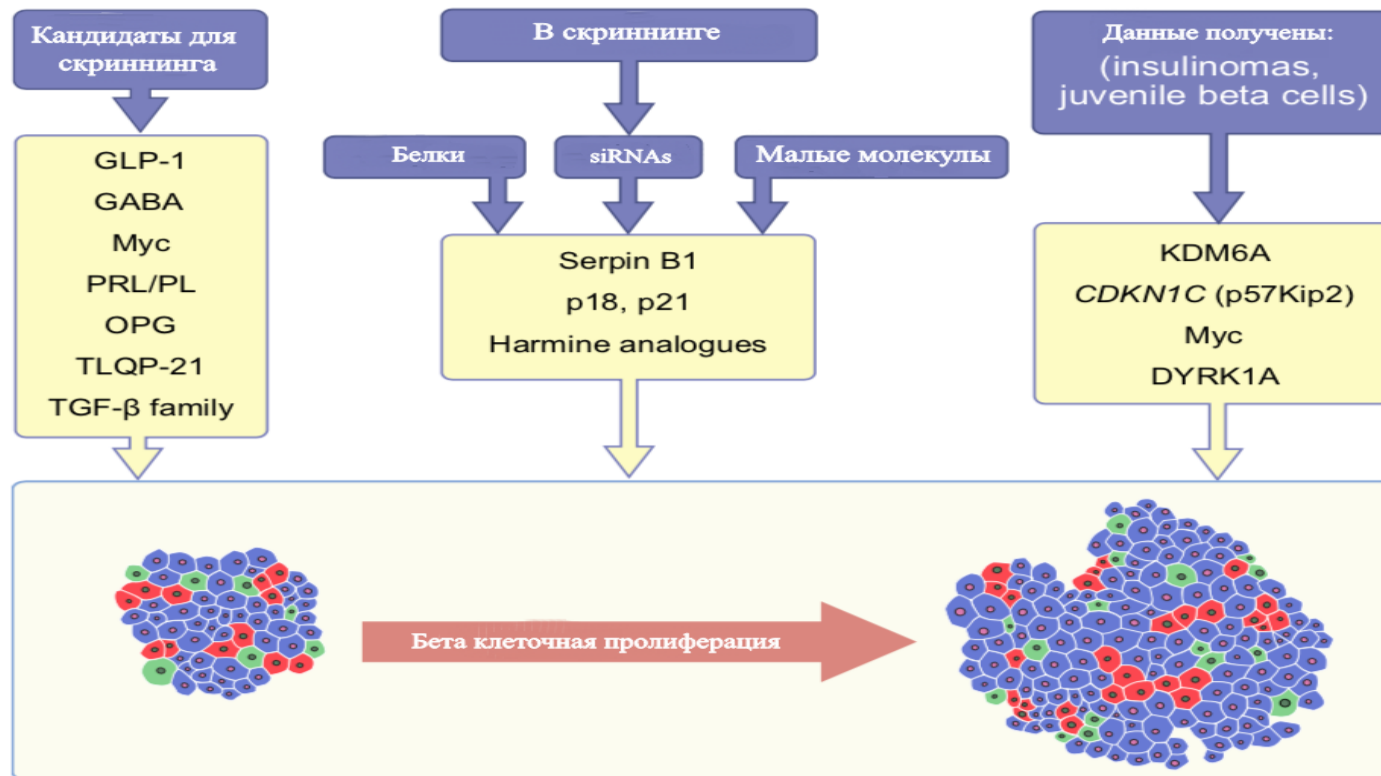 Кандидаты для
скриннинга
GLP-1
GABA
Myc
PRL/PL
OPG
TLQP-21
TGF-β family
В скриннинге
Белки
siRNAs
Малые молекулы
Serpin B1
p18, p21
Harmine analogues
Данные получены:
(insulinomas,
juvenile beta cells)
KDM6A
CDKN1C (p57Kip2)
Myc
DYRK1A
Бета клеточная пролиферация